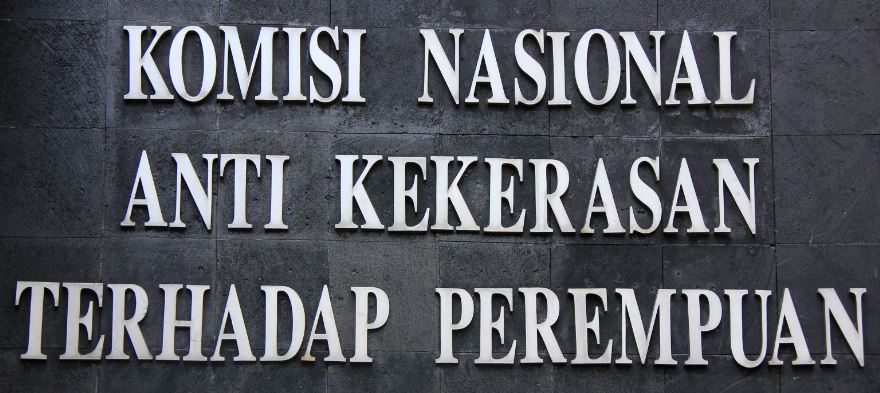 KOMISI NASIONAL
ANTI KEKERASAN
TERHADAP PEREMPUAN